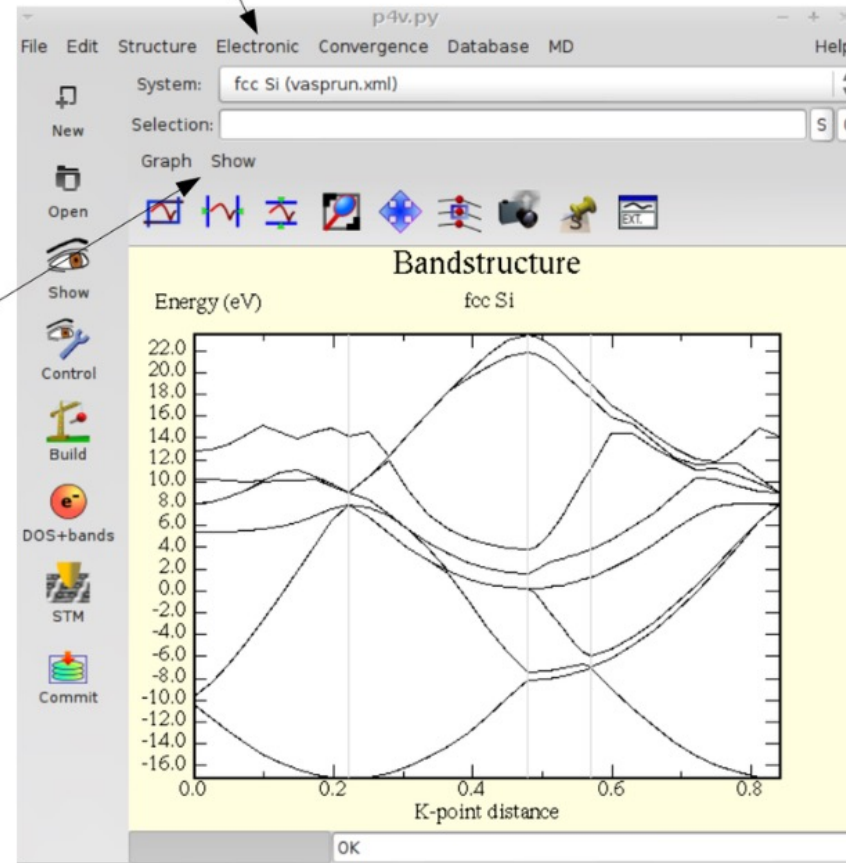 p4v.py
File Edit Structure Electronic Convergence Database MD Help
System: fcc Si (vasprun.xml)
New
Selection: S
Graph Show
Open
EXT.
S
Show
Control
Build
e-
DOS+bands
STM
Commit
Bandstructure
Energy (eV) fcc Si
22.0
20.0
18.0
16.0
14.0
12.0
10.0
8.0
6.0
4.0
2.0
0.0
-2.0
-4.0
-6.0
-8.0
-10.0
-12.0
-14.0
-16.0
0.0 0.2 0.4 0.6 0.8
K-point distance
OK